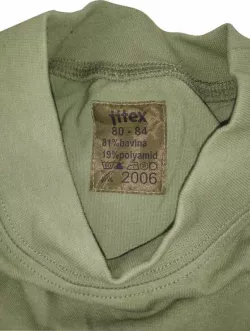 jitex
80 - 84
81% bavlna
19% polyamid
2006